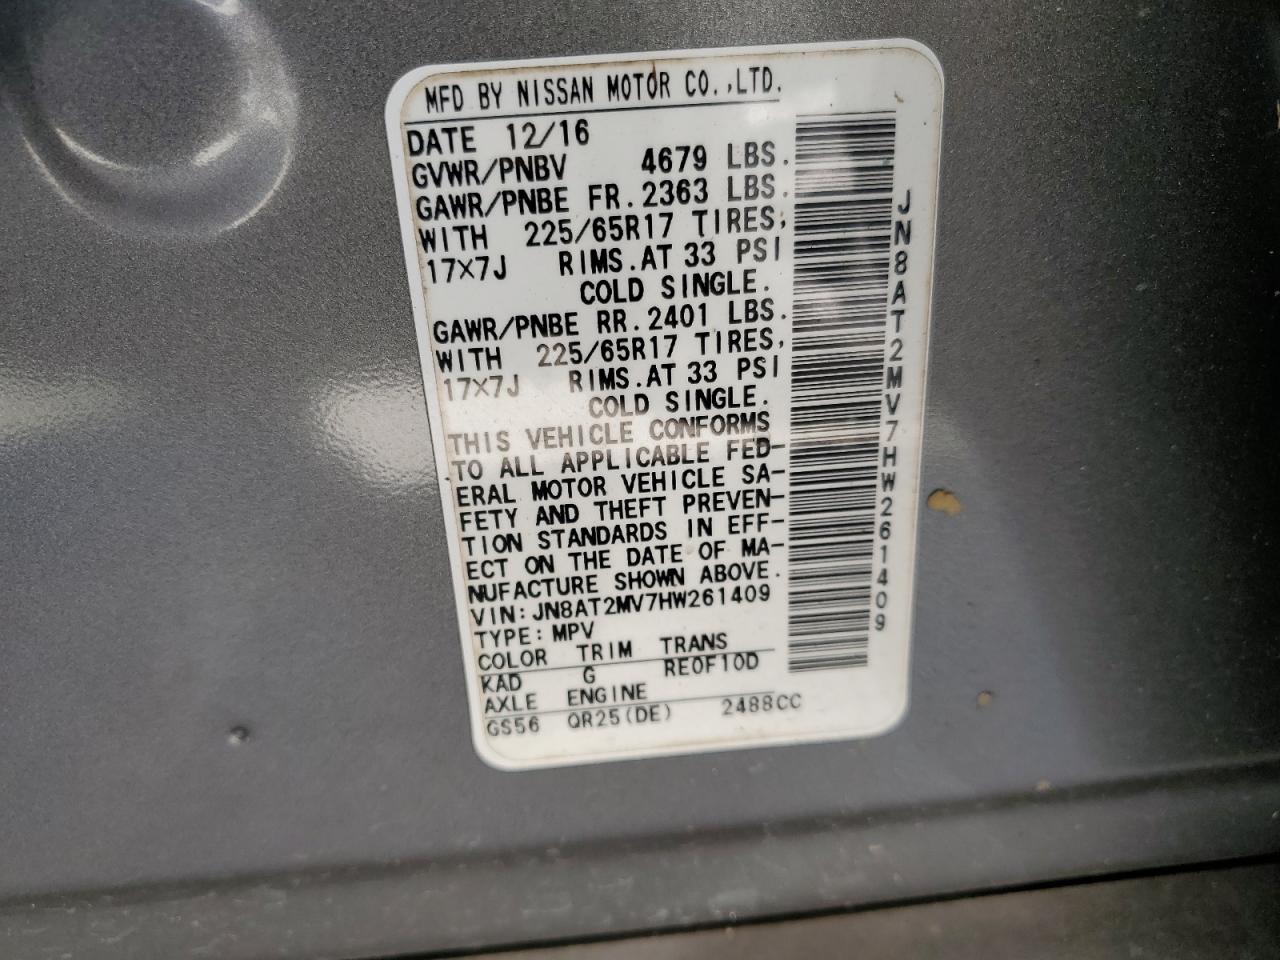 MFD BY NISSAN MOTOR CO.,LTD.
DATE 12/16
GVWR/PNBV 4679 LBS.
GAWR/PNBE FR.2363 LBS.
WITH 225/65R17 TIRES,
17X7J RIMS.AT 33 PSI
COLD SINGLE.
GAWR/PNBE RR.2401 LBS.
WITH 225/65R17 TIRES,
17X7J RIMS.AT 33 PSI
COLD SINGLE.
THIS VEHICLE CONFORMS
TO ALL APPLICABLE FED-
ERAL MOTOR VEHICLE SA-
FETY AND THEFT PREVEN-
TION STANDARDS IN EFF-
ECT ON THE DATE OF MA-
NUFACTURE SHOWN ABOVE.
VIN:JN8AT2MV7HW261409
TYPE:MPV
COLOR TRIM TRANS
KAD G RE0F10D
AXLE ENGINE
GS56 QR25(DE) 2488CC
JN8AT2MV7HW261409